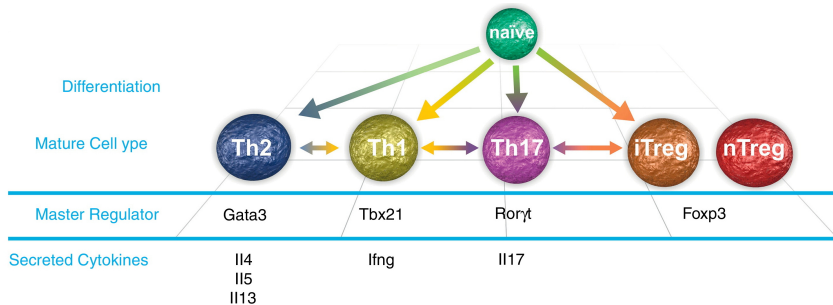 naïve
Differentiation
Mature Cell ype
Th2 Th1 Th17 iTreg nTreg
Master Regulator Gata3 Tbx21 Rorγt Foxp3
Secreted Cytokines Il4 Ifng Il17
Il5
Il13